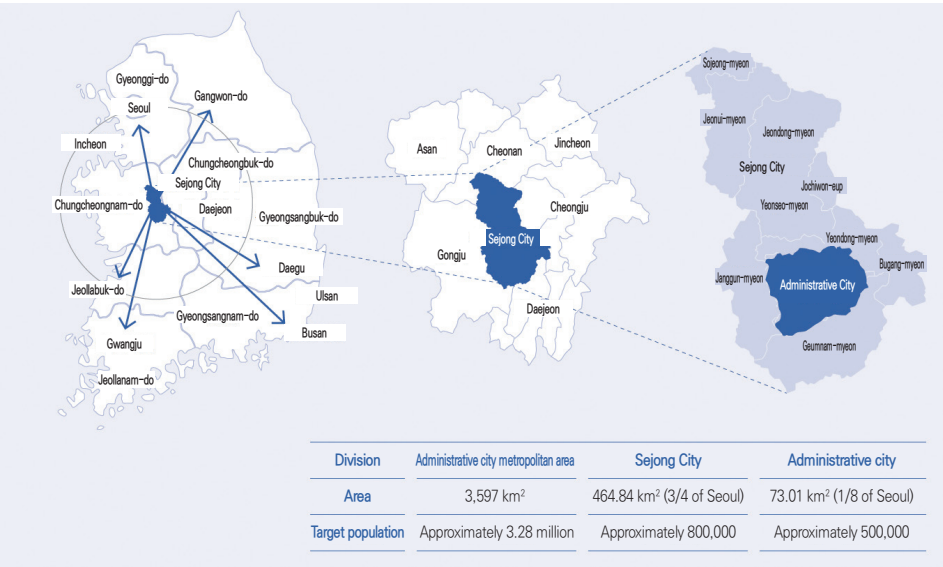 Gyeonggi-do
Seoul
Gangwon-do
Incheon
Chungcheongbuk-do
Sejong City
Chungcheongnam-do
Daejeon
Gyeongsangbuk-do
Daegu
Jeollabuk-do
Ulsan
Gyeongsangnam-do
Busan
Gwangju
Jeollanam-do
Asan
Cheonan
Jincheon
Cheongju
Sejong City
Gongju
Daejeon
Sojeong-myeon
Jeonui-myeon
Jeondong-myeon
Sejong City
Jochiwon-eup
Yeonseo-myeon
Yeondong-myeon
Bugang-myeon
Janggun-myeon
Administrative City
Geumnam-myeon
Division Administrative city metropolitan area Sejong City Administrative city
Area 3,597 km² 464.84 km² (3/4 of Seoul) 73.01 km² (1/8 of Seoul)
Target population Approximately 3.28 million Approximately 800,000 Approximately 500,000